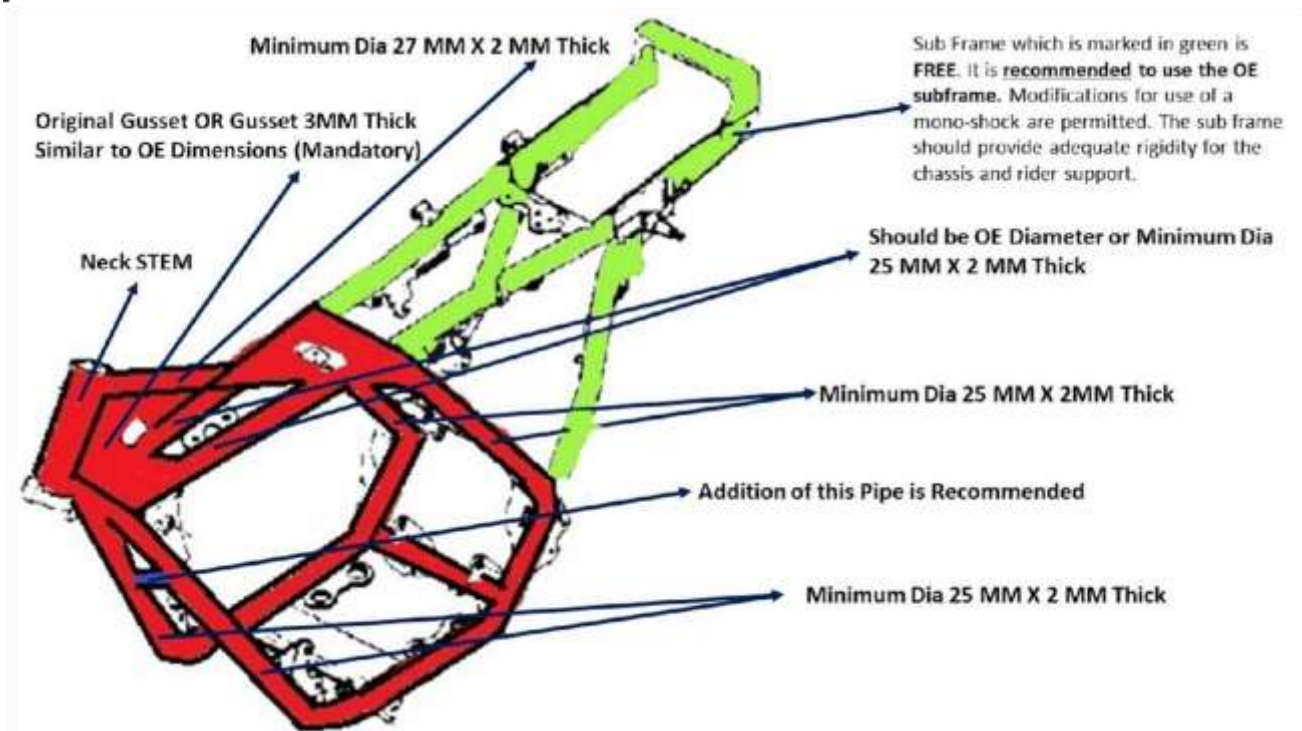 Minimum Dia 27 MM X 2 MM Thick
Sub Frame which is marked in green is
FREE. It is recommended to use the OE
subframe. Modifications for use of a
mono-shock are permitted. The sub frame
should provide adequate rigidity for the
chassis and rider support.
Original Gusset OR Gusset 3MM Thick
Similar to OE Dimensions (Mandatory)
Neck STEM
Should be OE Diameter or Minimum Dia
25 MM X 2 MM Thick
Minimum Dia 25 MM X 2MM Thick
Addition of this Pipe is Recommended
Minimum Dia 25 MM X 2 MM Thick